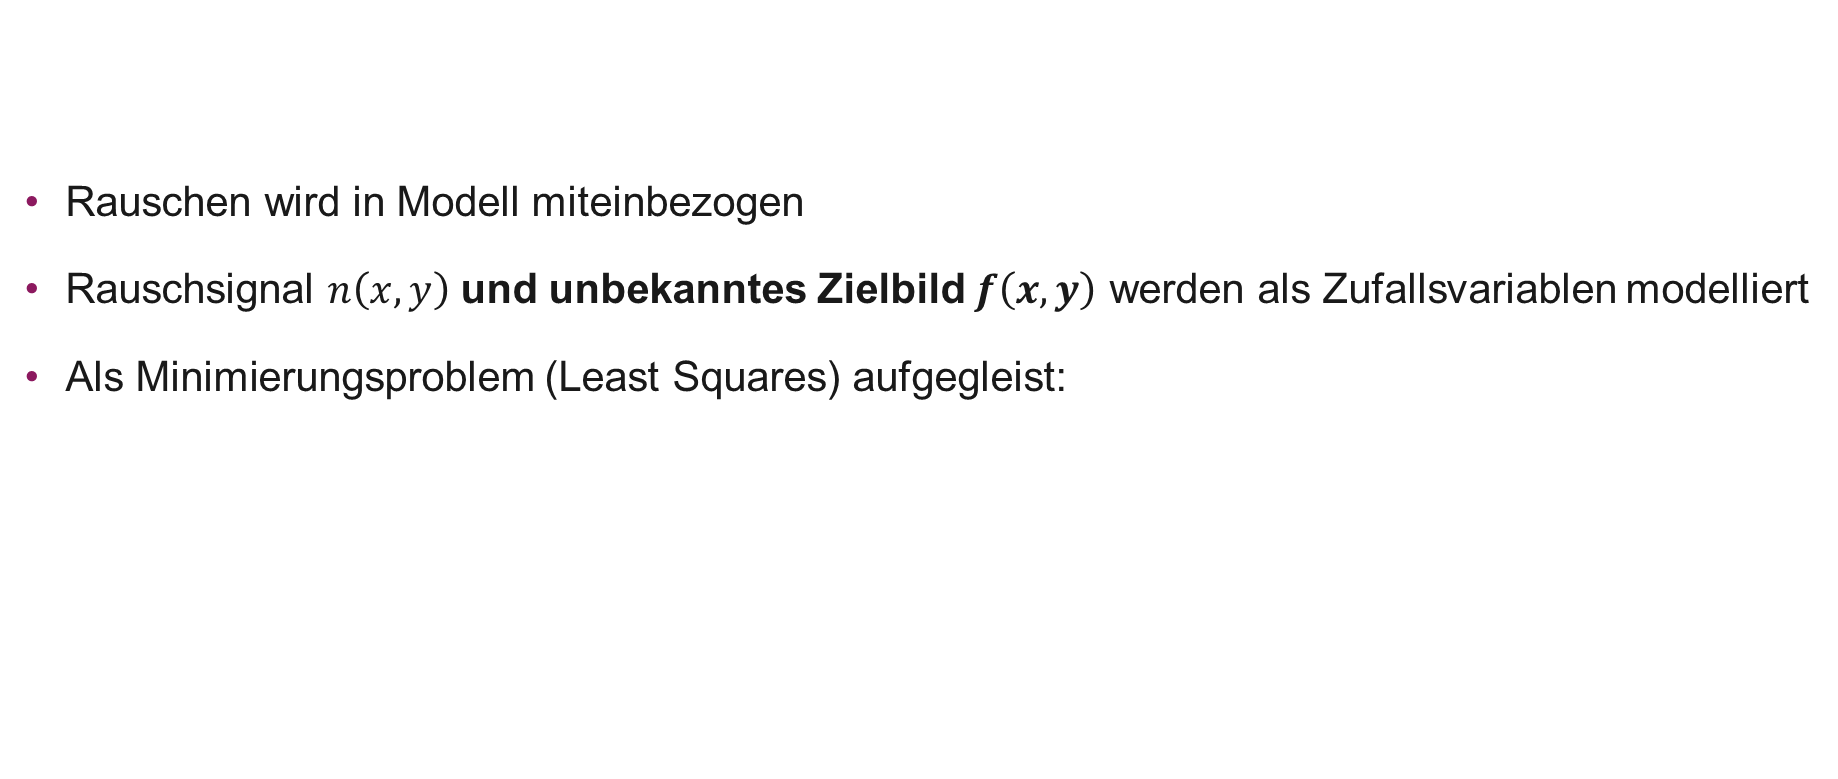 • Rauschen wird in Modell miteinbezogen
• Rauschsignal 𝑛(𝑥, 𝑦) und unbekanntes Zielbild 𝒇(𝒙, 𝒚) werden als Zufallsvariablen modelliert
• Als Minimierungsproblem (Least Squares) aufgegleist: